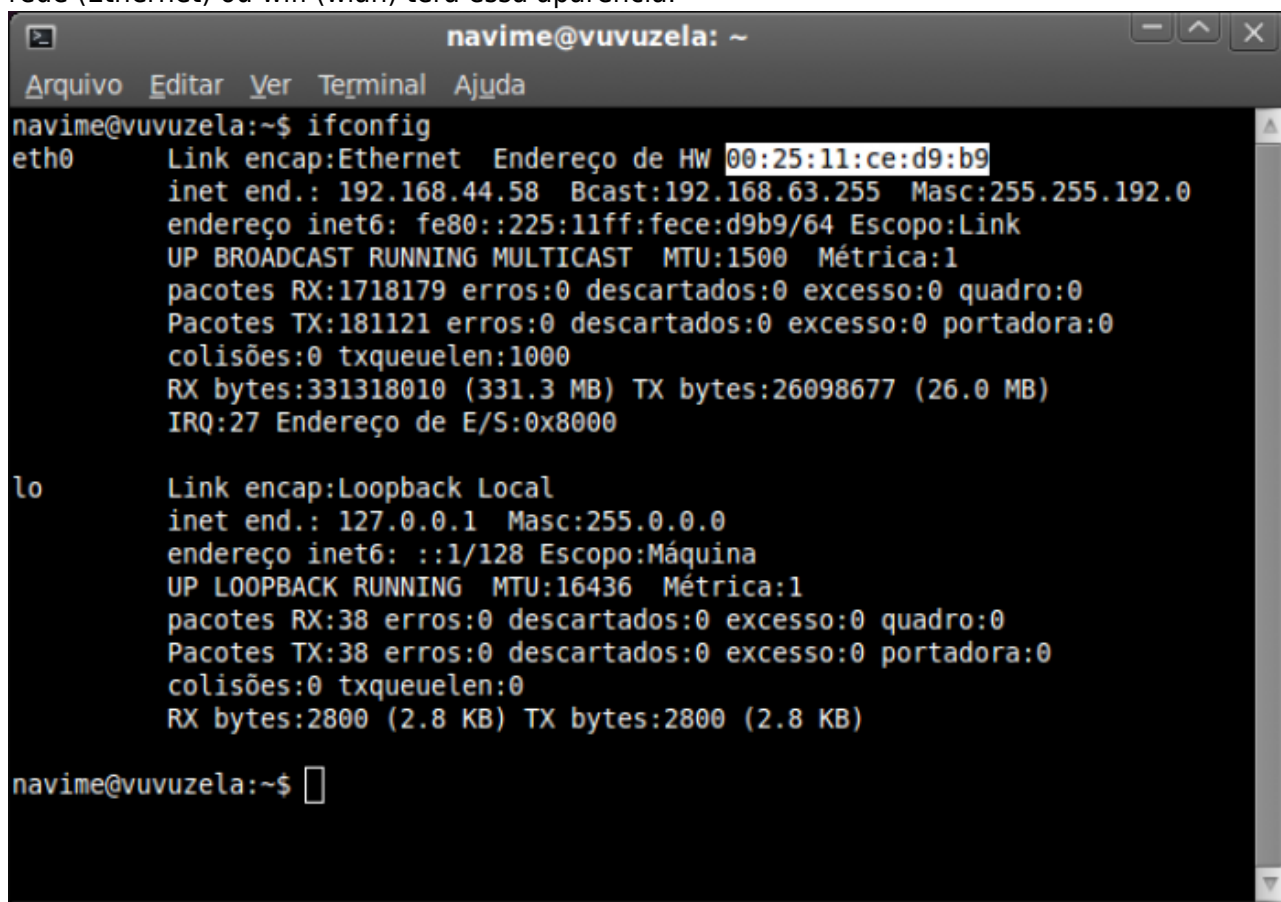 rede (Ethernet) ou wifi (wlan) terá essa aparência:
navime@vuvuzela: ~
Arquivo Editar Ver Terminal Ajuda
navime@vuvuzela:~$ ifconfig
eth0 Link encap:Ethernet Endereço de HW 00:25:11:ce:d9:b9
inet end.: 192.168.44.58 Bcast:192.168.63.255 Masc:255.255.192.0
endereço inet6: fe80::225:11ff:fece:d9b9/64 Escopo:Link
UP BROADCAST RUNNING MULTICAST MTU:1500 Métrica:1
pacotes RX:1718179 erros:0 descartados:0 excesso:0 quadro:0
Pacotes TX:181121 erros:0 descartados:0 excesso:0 portadora:0
colisões:0 txqueuelen:1000
RX bytes:331318010 (331.3 MB) TX bytes:26098677 (26.0 MB)
IRQ:27 Endereço de E/S:0x8000
lo Link encap:Loopback Local
inet end.: 127.0.0.1 Masc:255.0.0.0
endereço inet6: ::1/128 Escopo:Máquina
UP LOOPBACK RUNNING MTU:16436 Métrica:1
pacotes RX:38 erros:0 descartados:0 excesso:0 quadro:0
Pacotes TX:38 erros:0 descartados:0 excesso:0 portadora:0
colisões:0 txqueuelen:0
RX bytes:2800 (2.8 KB) TX bytes:2800 (2.8 KB)
navime@vuvuzela:~$